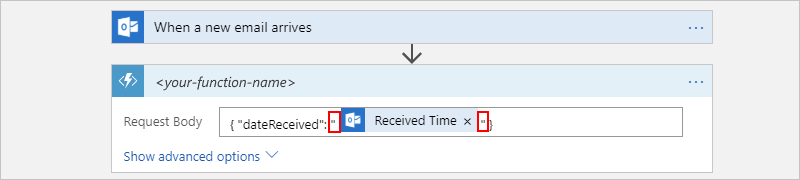 When a new email arrives
...
<your-function-name>
...
Request Body { "dateReceived": " Received Time × " }
Show advanced options